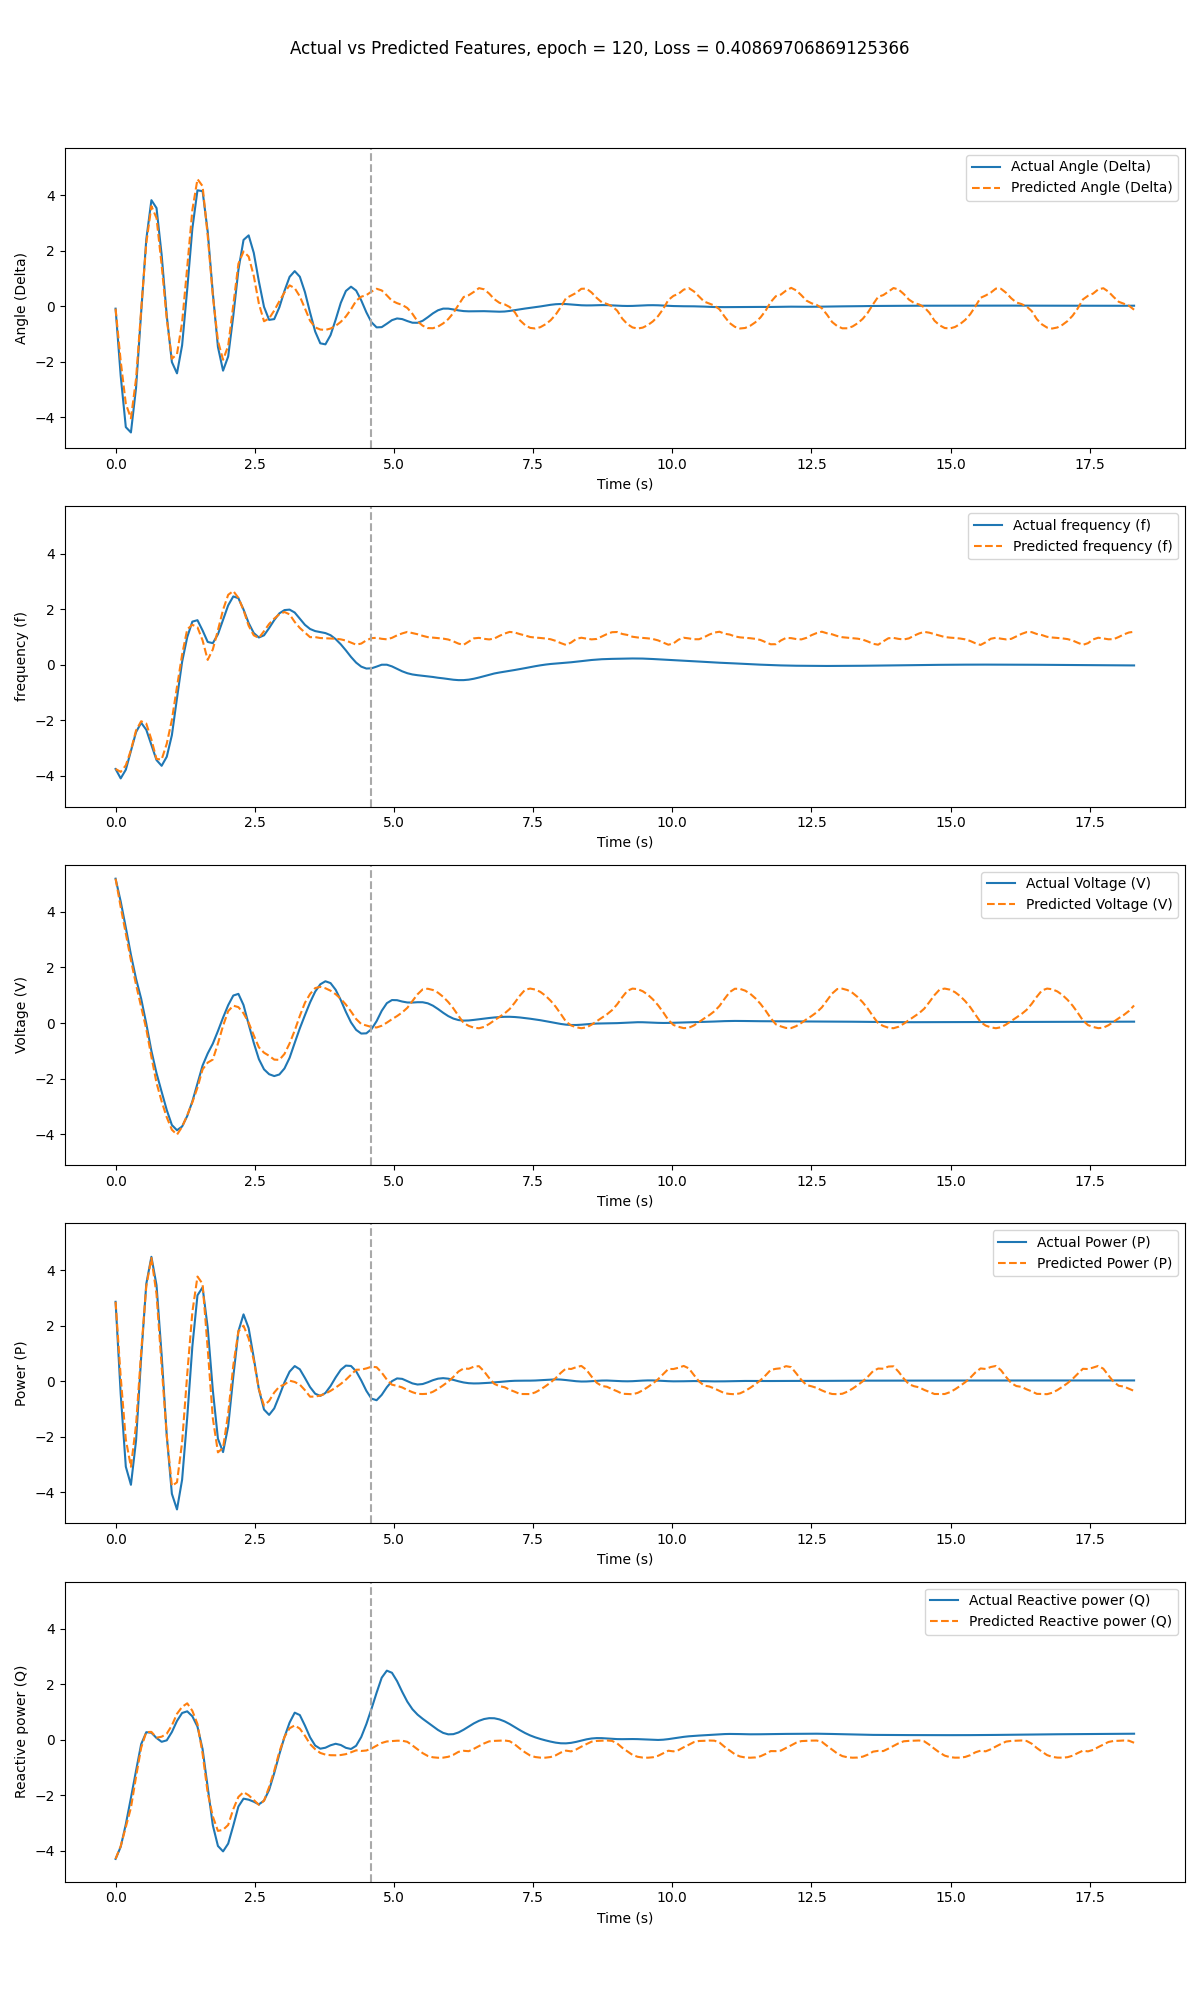 Actual vs Predicted Features, epoch = 120, Loss = 0.40869706869125366
Actual Angle (Delta)
Predicted Angle (Delta)
Angle (Delta)
4
2
0
−2
−4
0.0 2.5 5.0 7.5 10.0 12.5 15.0 17.5
Time (s)
Actual frequency (f)
Predicted frequency (f)
frequency (f)
4
2
0
−2
−4
0.0 2.5 5.0 7.5 10.0 12.5 15.0 17.5
Time (s)
Actual Voltage (V)
Predicted Voltage (V)
Voltage (V)
4
2
0
−2
−4
0.0 2.5 5.0 7.5 10.0 12.5 15.0 17.5
Time (s)
Actual Power (P)
Predicted Power (P)
Power (P)
4
2
0
−2
−4
0.0 2.5 5.0 7.5 10.0 12.5 15.0 17.5
Time (s)
Actual Reactive power (Q)
Predicted Reactive power (Q)
Reactive power (Q)
4
2
0
−2
−4
0.0 2.5 5.0 7.5 10.0 12.5 15.0 17.5
Time (s)